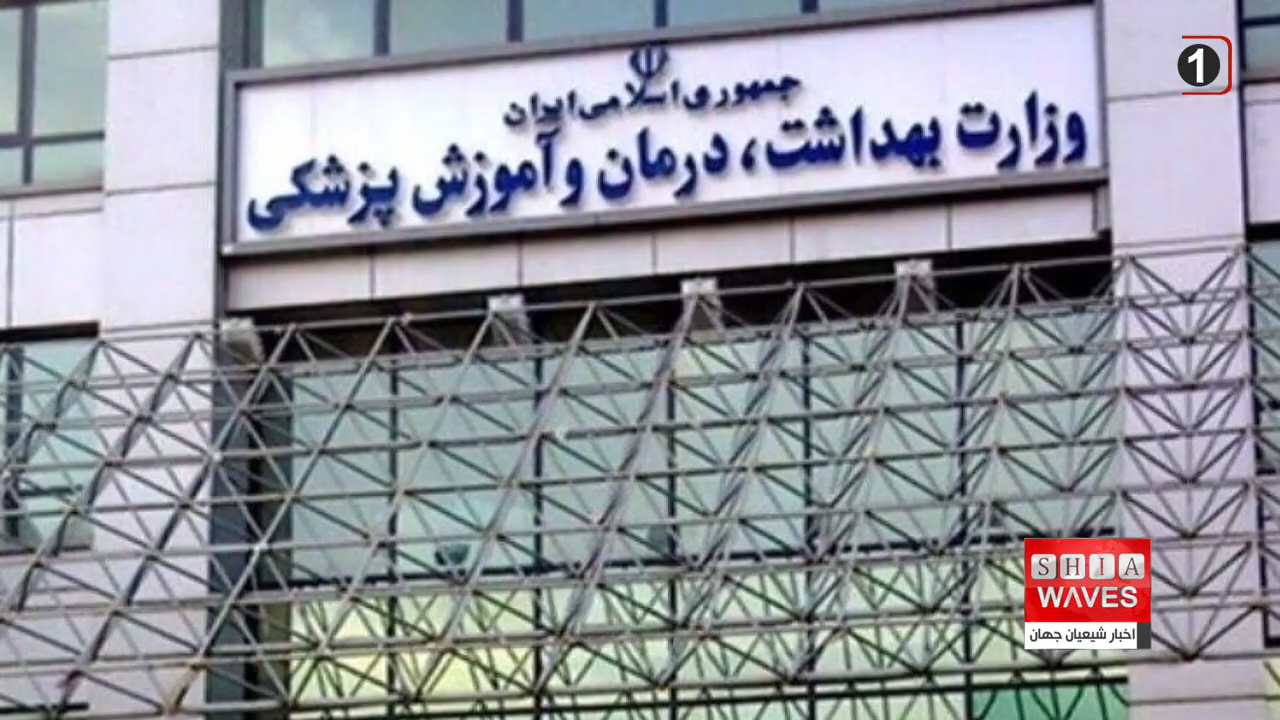 جمهوری اسلامی ایران
وزارت بهداشت، درمان و آموزش پزشکی
1
SHIA
WAVES
اخبار شیعیان جهان